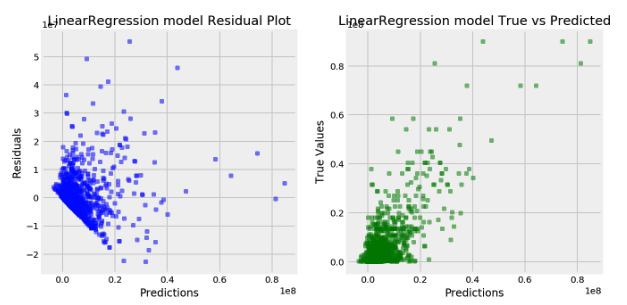 LinearRegression model Residual Plot
LinearRegression model True vs Predicted
1e7
5
4
3
2
1
0
−1
−2
Residuals
0.0 0.2 0.4 0.6 0.8
1e8
Predictions
1e8
0.8
0.6
0.4
0.2
0.0
True Values
0.0 0.2 0.4 0.6 0.8
1e8
Predictions